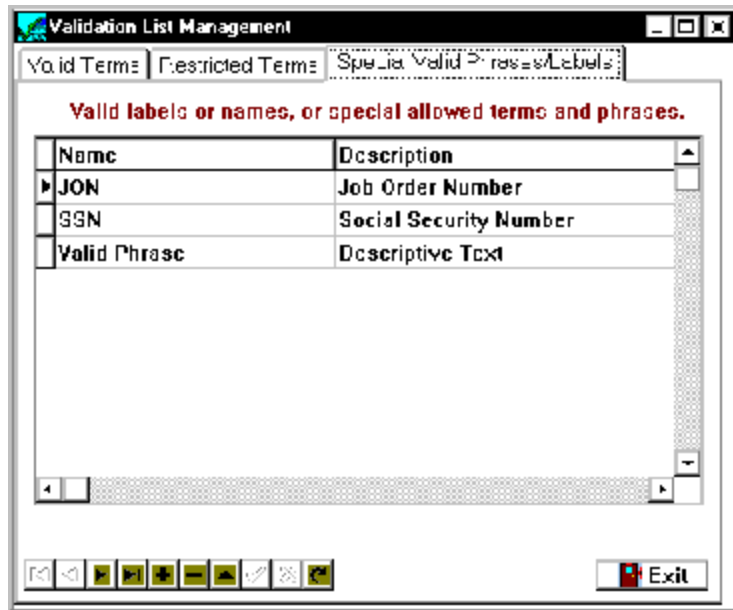 Validation List Management
Valid Terms Restricted Terms Special Valid Phrases/Labels
Valid labels or names, or special allowed terms and phrases.
Name Description
JON Job Order Number
SSN Social Security Number
Valid Phrase Descriptive Text
Exit